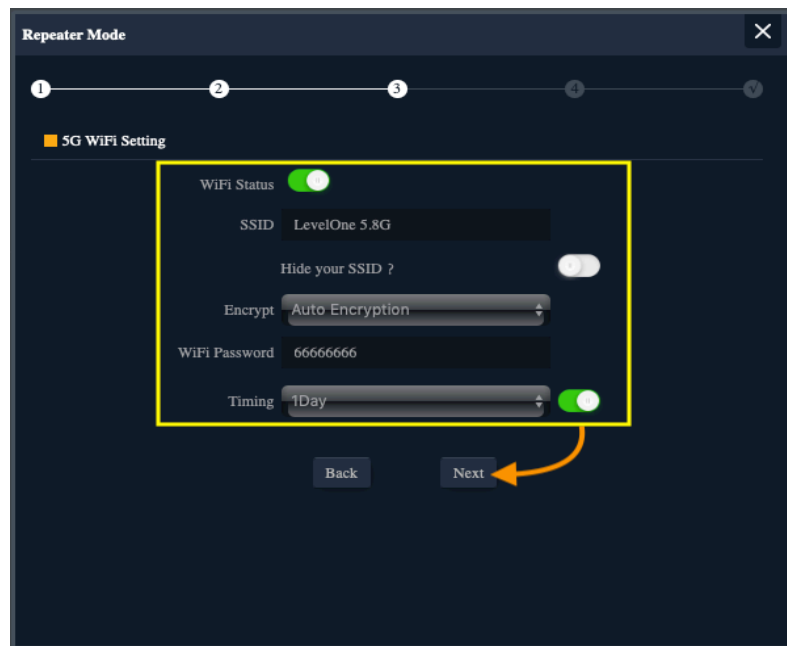 Repeater Mode
1 2 3 4 √
5G WiFi Setting
WiFi Status
SSID LevelOne 5.8G
Hide your SSID ?
Encrypt Auto Encryption
WiFi Password 66666666
Timing 1Day
Back Next